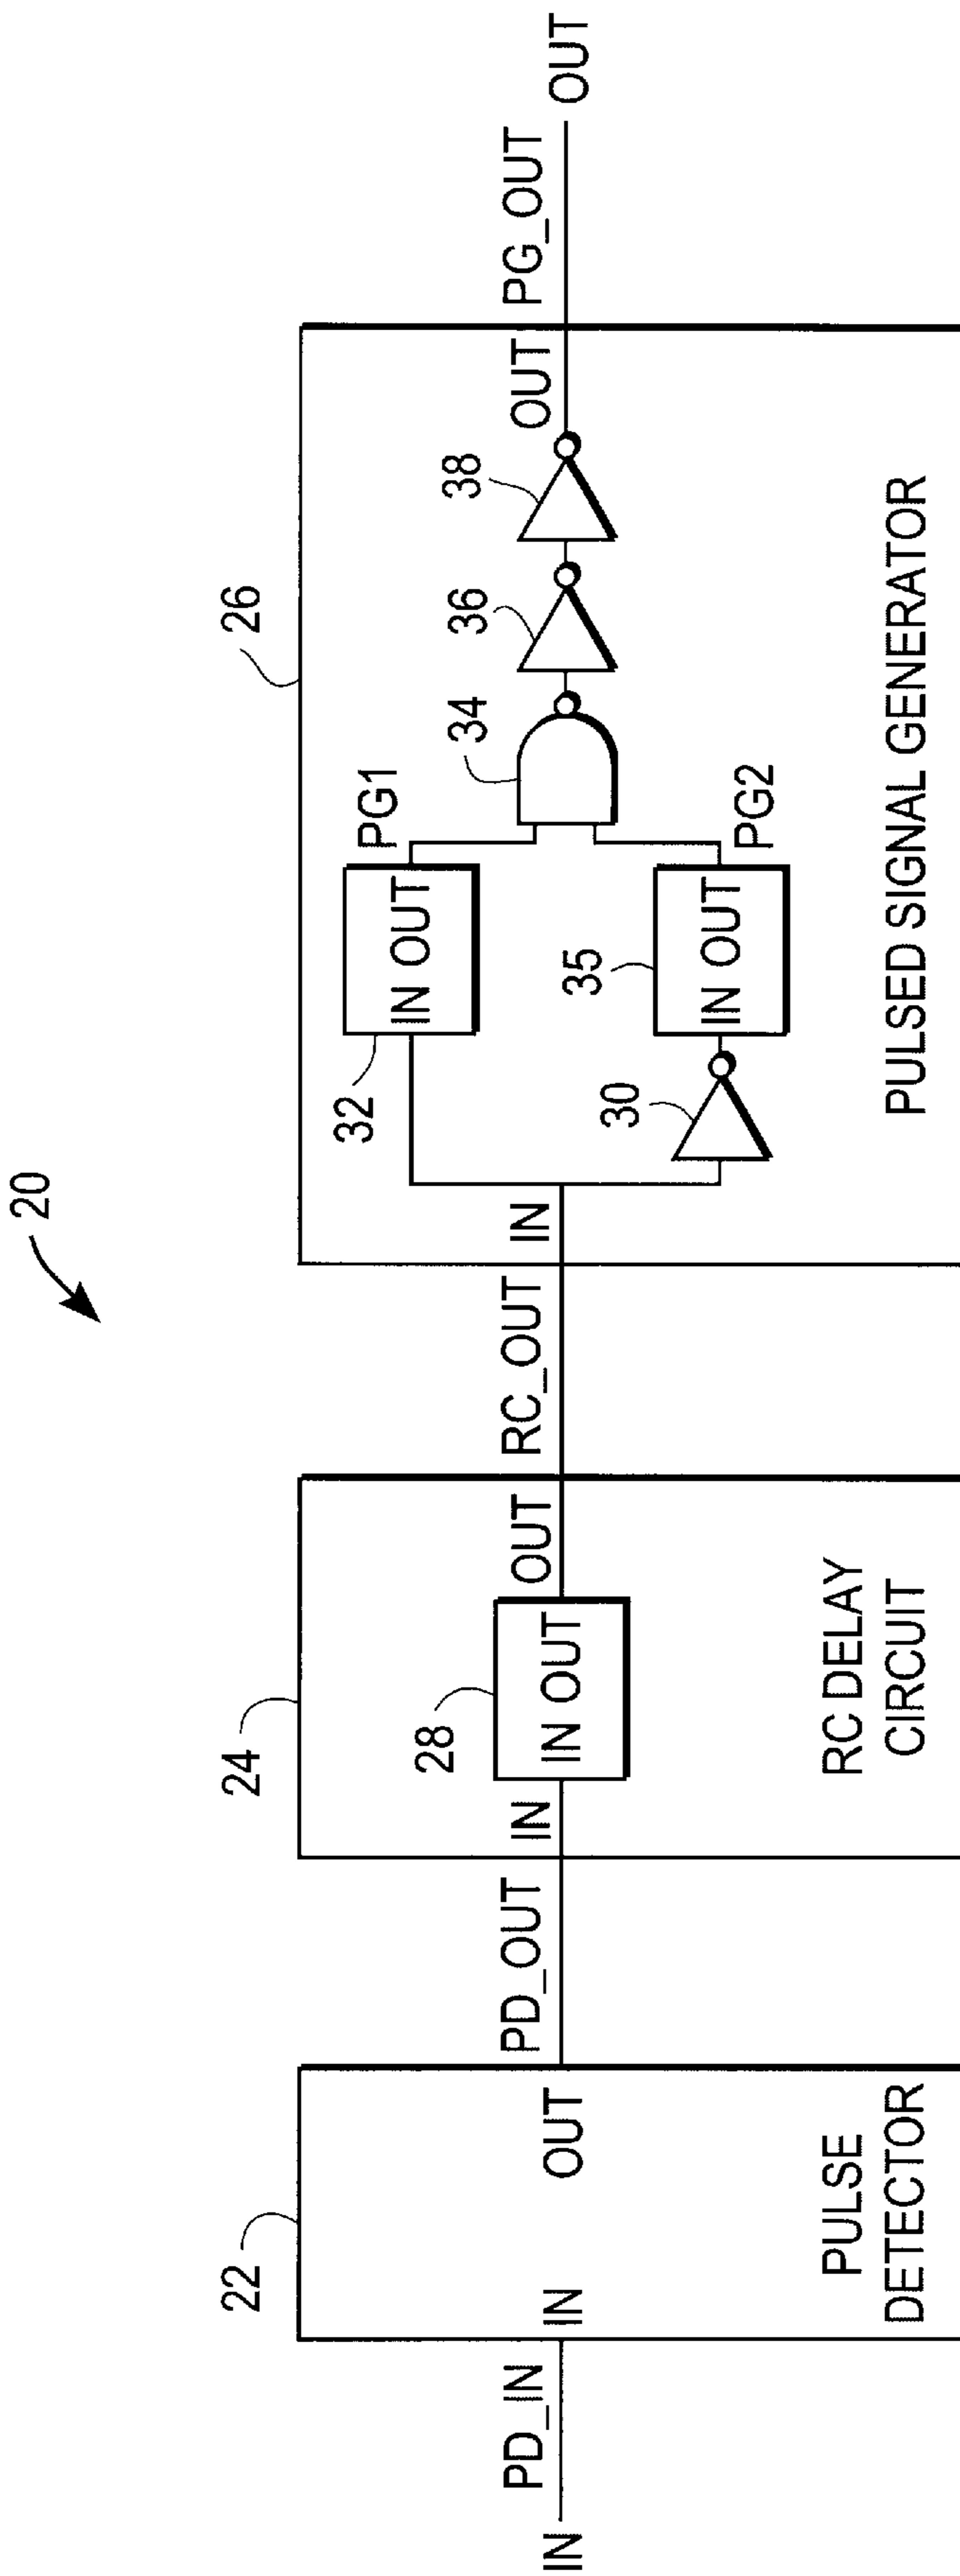 20
22
24
26
IN
PD_IN
IN
OUT
PULSE
DETECTOR
PD_OUT
IN
28
IN OUT
OUT
RC DELAY
CIRCUIT
RC_OUT
IN
32
IN OUT
PG1
30
35
IN OUT
PG2
34
36
38
OUT
PULSED SIGNAL GENERATOR
PG_OUT
OUT